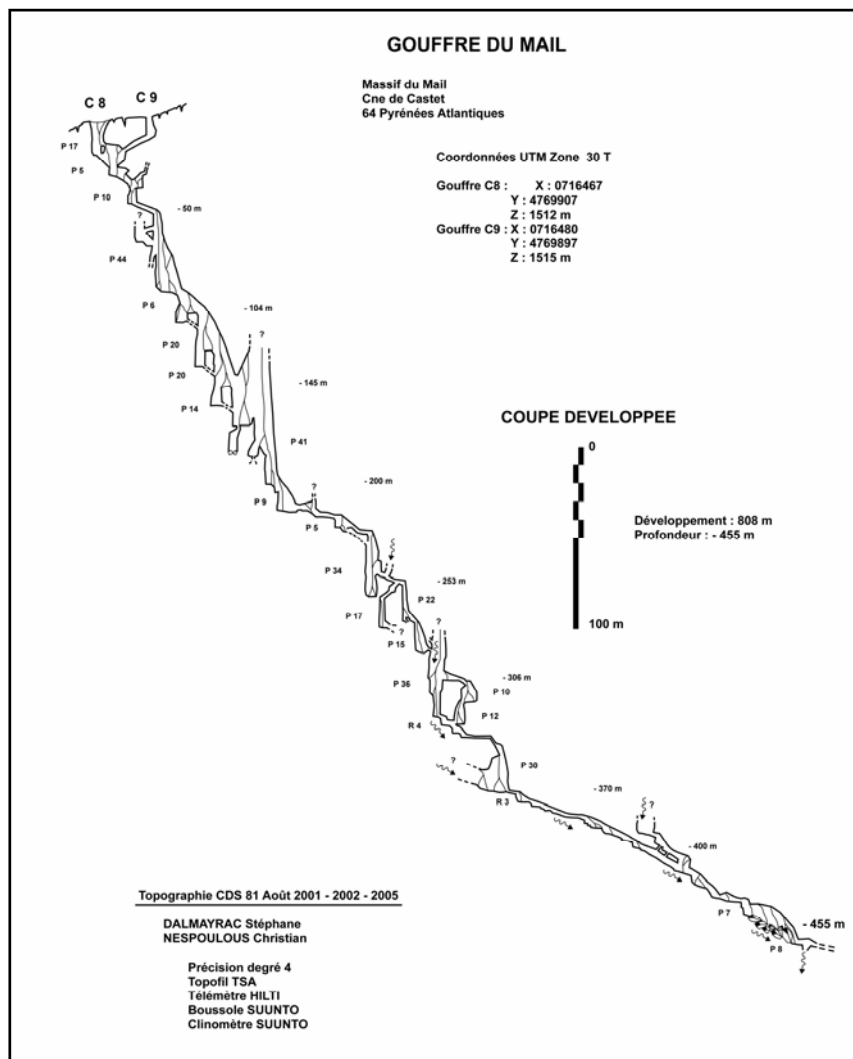 GOUFFRE DU MAIL
Massif du Mail
Cne de Castet
64 Pyrénées Atlantiques
Coordonnées UTM Zone 30 T
Gouffre C8 : X : 0716467
Y : 4769907
Z : 1512 m
Gouffre C9 : X : 0716480
Y : 4769897
Z : 1515 m
C 8 C 9
P 17
P 5
P 10
- 50 m
?
P 44
P 6
- 104 m
?
P 20
P 20
- 145 m
P 14
P 41
- 200 m
?
P 9
P 5
P 34
- 253 m
P 22
P 17
?
P 15
?
- 306 m
P 36
P 10
P 12
R 4
?
P 30
R 3
- 370 m
?
- 400 m
P 7
- 455 m
P 8
COUPE DEVELOPPEE
0
100 m
Développement : 808 m
Profondeur : - 455 m
Topographie CDS 81 Août 2001 - 2002 - 2005
DALMAYRAC Stéphane
NESPOULOUS Christian
Précision degré 4
Topofil TSA
Télémètre HILTI
Boussole SUUNTO
Clinomètre SUUNTO